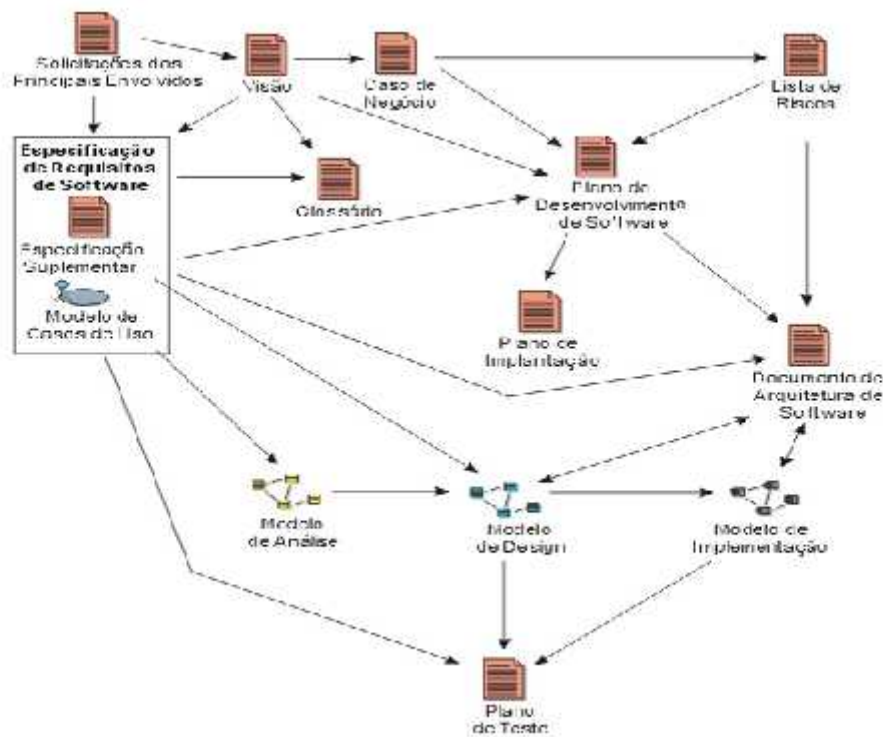 Solicitações dos
Principais Envolvidos
Visão
Caso de
Negócio
Lista de
Riscos
Especificação
de Requisitos
de Software
Especificação
Suplementar
Modelo de
Casos de Uso
Glossário
Plano de
Desenvolvimento
de Software
Plano de
Implantação
Documento de
Arquitetura de
Software
Modelo
de Análise
Modelo
de Design
Modelo de
Implementação
Plano
de Teste